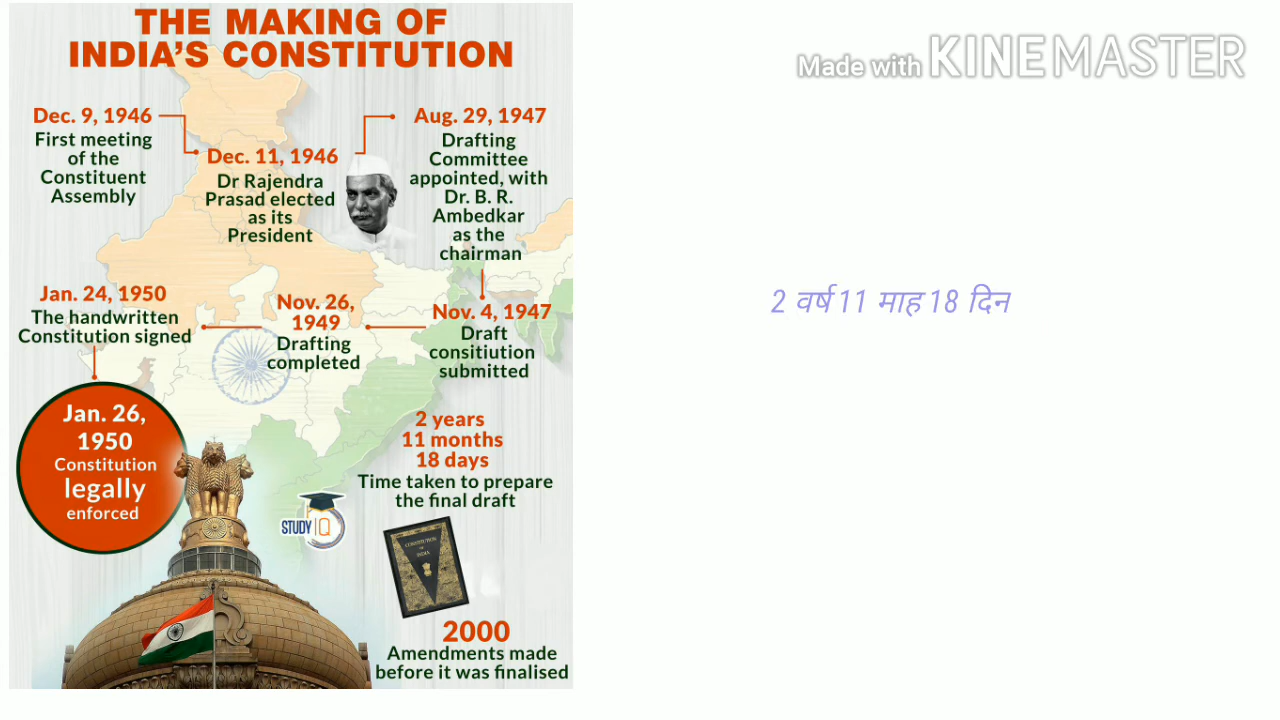 THE MAKING OF
INDIA'S CONSTITUTION
Dec. 9, 1946
First meeting
of the
Constituent
Assembly
Dec. 11, 1946
Dr Rajendra
Prasad elected
as its
President
Aug. 29, 1947
Drafting
Committee
appointed, with
Dr. B. R.
Ambedkar
as the
chairman
Nov. 4, 1947
Draft
consitiution
submitted
Nov. 26,
1949
Drafting
completed
Jan. 24, 1950
The handwritten
Constitution signed
Jan. 26,
1950
Constitution
legally
enforced
2 years
11 months
18 days
Time taken to prepare
the final draft
STUDY IQ
CONSTITUTION
OF
INDIA
2000
Amendments made
before it was finalised
Made with KINEMASTER
2 वर्ष 11 माह 18 दिन